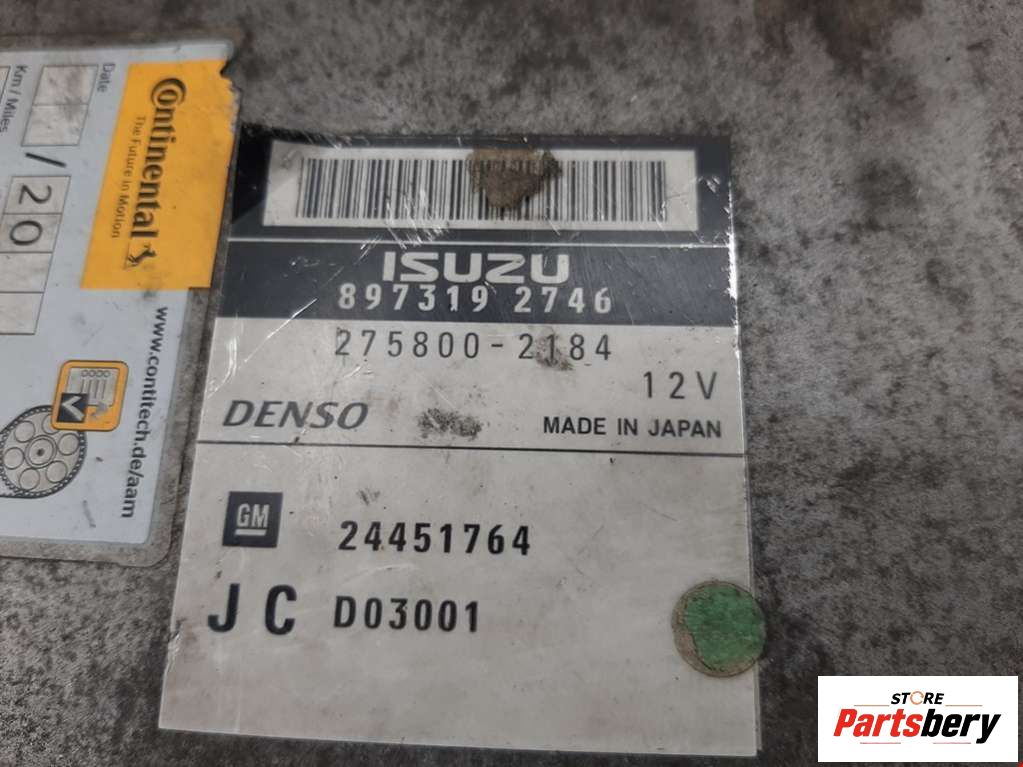 Date
Km / Miles
/ 20
Continental
The Future in Motion
www.contitech.de/aam
ISUZU
897319 2746
275800-2184
12V
DENSO
MADE IN JAPAN
GM
24451764
JC D03001
STORE
Partsbery